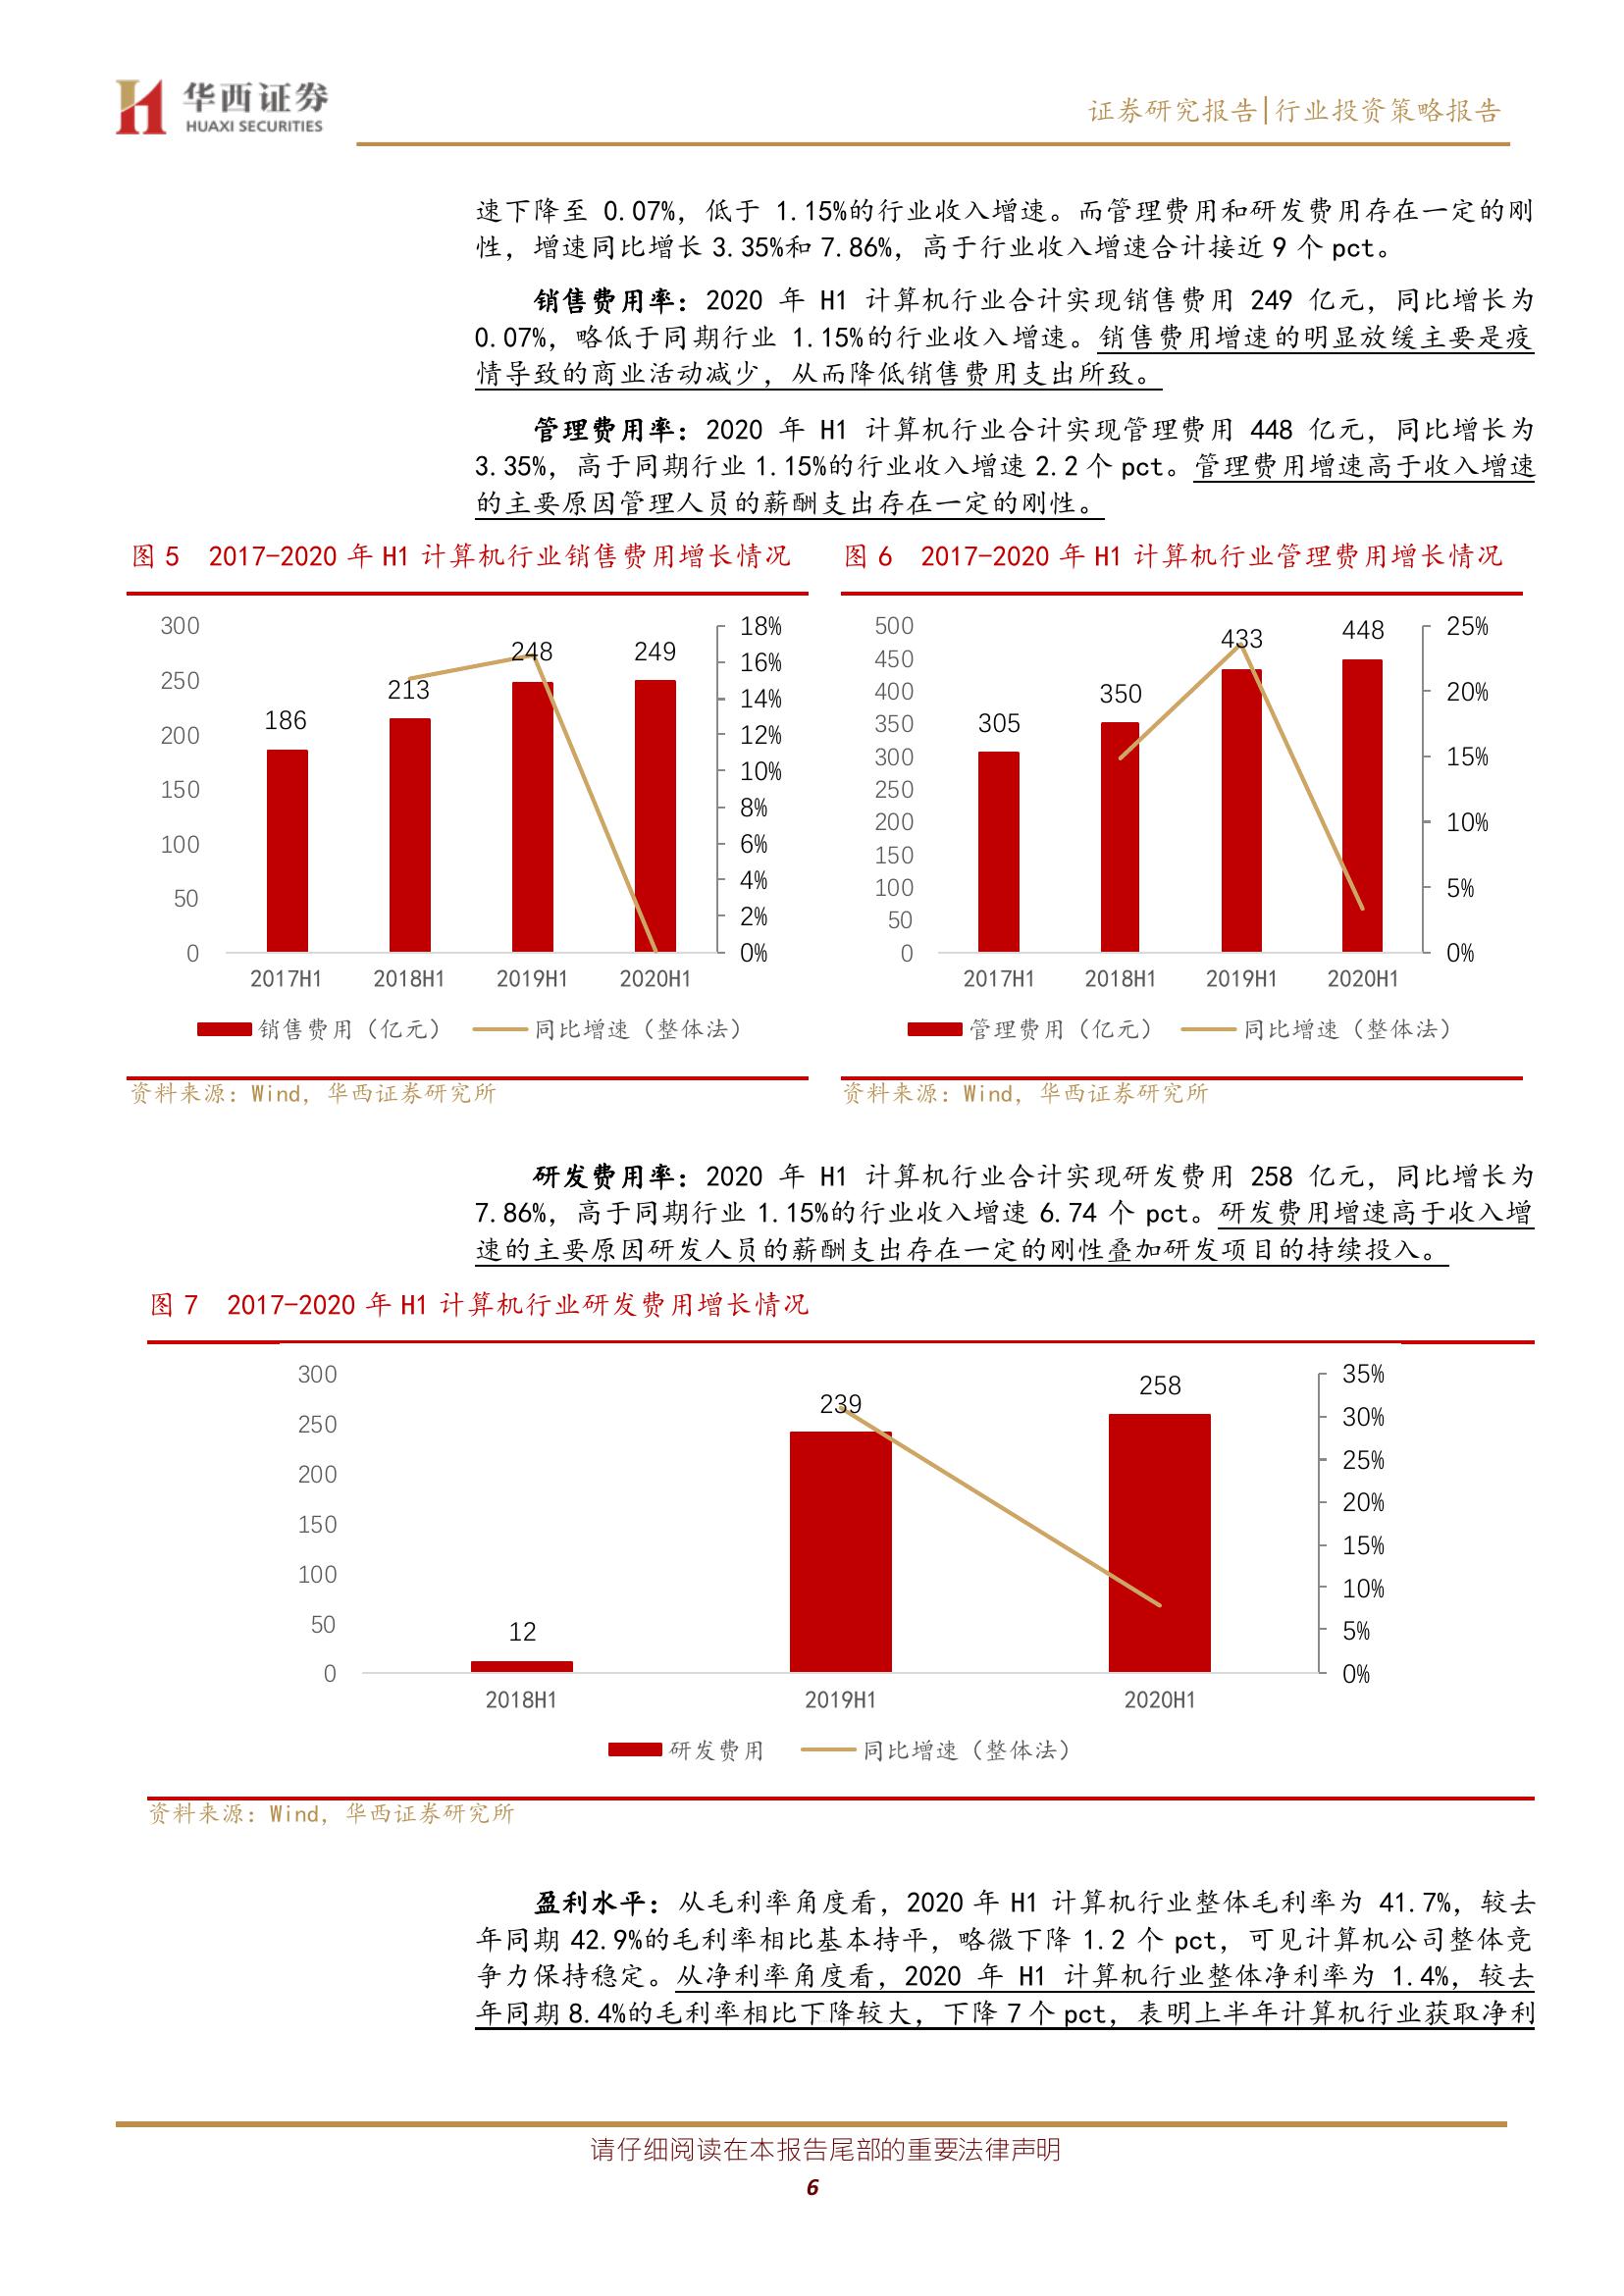 华西证券
HUAXI SECURITIES
证券研究报告|行业投资策略报告
速下降至 0.07%，低于 1.15%的行业收入增速。而管理费用和研发费用存在一定的刚
性，增速同比增长 3.35%和 7.86%，高于行业收入增速合计接近 9 个 pct。
销售费用率：2020 年 H1 计算机行业合计实现销售费用 249 亿元，同比增长为
0.07%，略低于同期行业 1.15%的行业收入增速。销售费用增速的明显放缓主要是疫
情导致的商业活动减少，从而降低销售费用支出所致。
管理费用率：2020 年 H1 计算机行业合计实现管理费用 448 亿元，同比增长为
3.35%，高于同期行业 1.15%的行业收入增速 2.2 个 pct。管理费用增速高于收入增速
的主要原因管理人员的薪酬支出存在一定的刚性。
图 5 2017-2020 年 H1 计算机行业销售费用增长情况
300
250
200
150
100
50
0
186
213
248
249
18%
16%
14%
12%
10%
8%
6%
4%
2%
0%
2017H1 2018H1 2019H1 2020H1
销售费用（亿元） 同比增速（整体法）
资料来源：Wind，华西证券研究所
图 6 2017-2020 年 H1 计算机行业管理费用增长情况
500
450
400
350
300
250
200
150
100
50
0
305
350
433
448
25%
20%
15%
10%
5%
0%
2017H1 2018H1 2019H1 2020H1
管理费用（亿元） 同比增速（整体法）
资料来源：Wind，华西证券研究所
研发费用率：2020 年 H1 计算机行业合计实现研发费用 258 亿元，同比增长为
7.86%，高于同期行业 1.15%的行业收入增速 6.74 个 pct。研发费用增速高于收入增
速的主要原因研发人员的薪酬支出存在一定的刚性叠加研发项目的持续投入。
图 7 2017-2020 年 H1 计算机行业研发费用增长情况
300
250
200
150
100
50
0
12
239
258
35%
30%
25%
20%
15%
10%
5%
0%
2018H1 2019H1 2020H1
研发费用 同比增速（整体法）
资料来源：Wind，华西证券研究所
盈利水平：从毛利率角度看，2020 年 H1 计算机行业整体毛利率为 41.7%，较去
年同期 42.9%的毛利率相比基本持平，略微下降 1.2 个 pct，可见计算机公司整体竞
争力保持稳定。从净利率角度看，2020 年 H1 计算机行业整体净利率为 1.4%，较去
年同期 8.4%的毛利率相比下降较大，下降 7 个 pct，表明上半年计算机行业获取净利
请仔细阅读在本报告尾部的重要法律声明
6